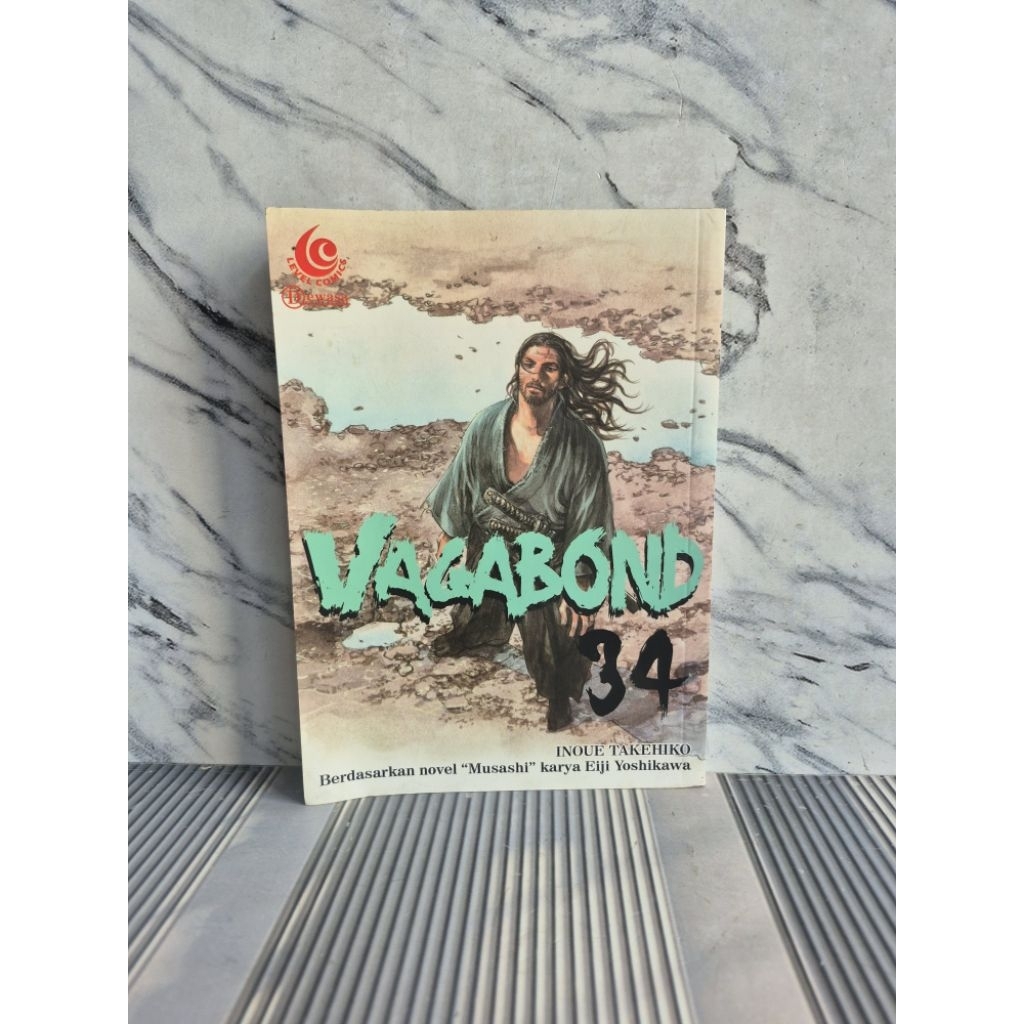 LEVEL COMICS
Dewasa
VAGABOND
34
INOUE TAKEHIKO
Berdasarkan novel “Musashi” karya Eiji Yoshikawa